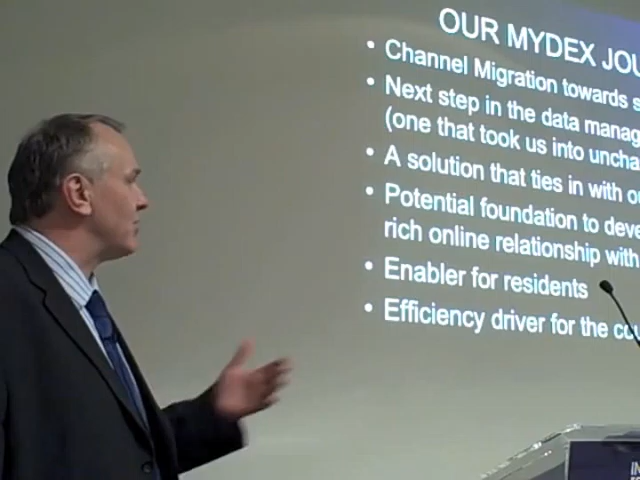 OUR MYDEX JOU
• Channel Migration towards s
• Next step in the data manag
(one that took us into uncha
• A solution that ties in with o
• Potential foundation to deve
rich online relationship with
• Enabler for residents
• Efficiency driver for the cou
IN